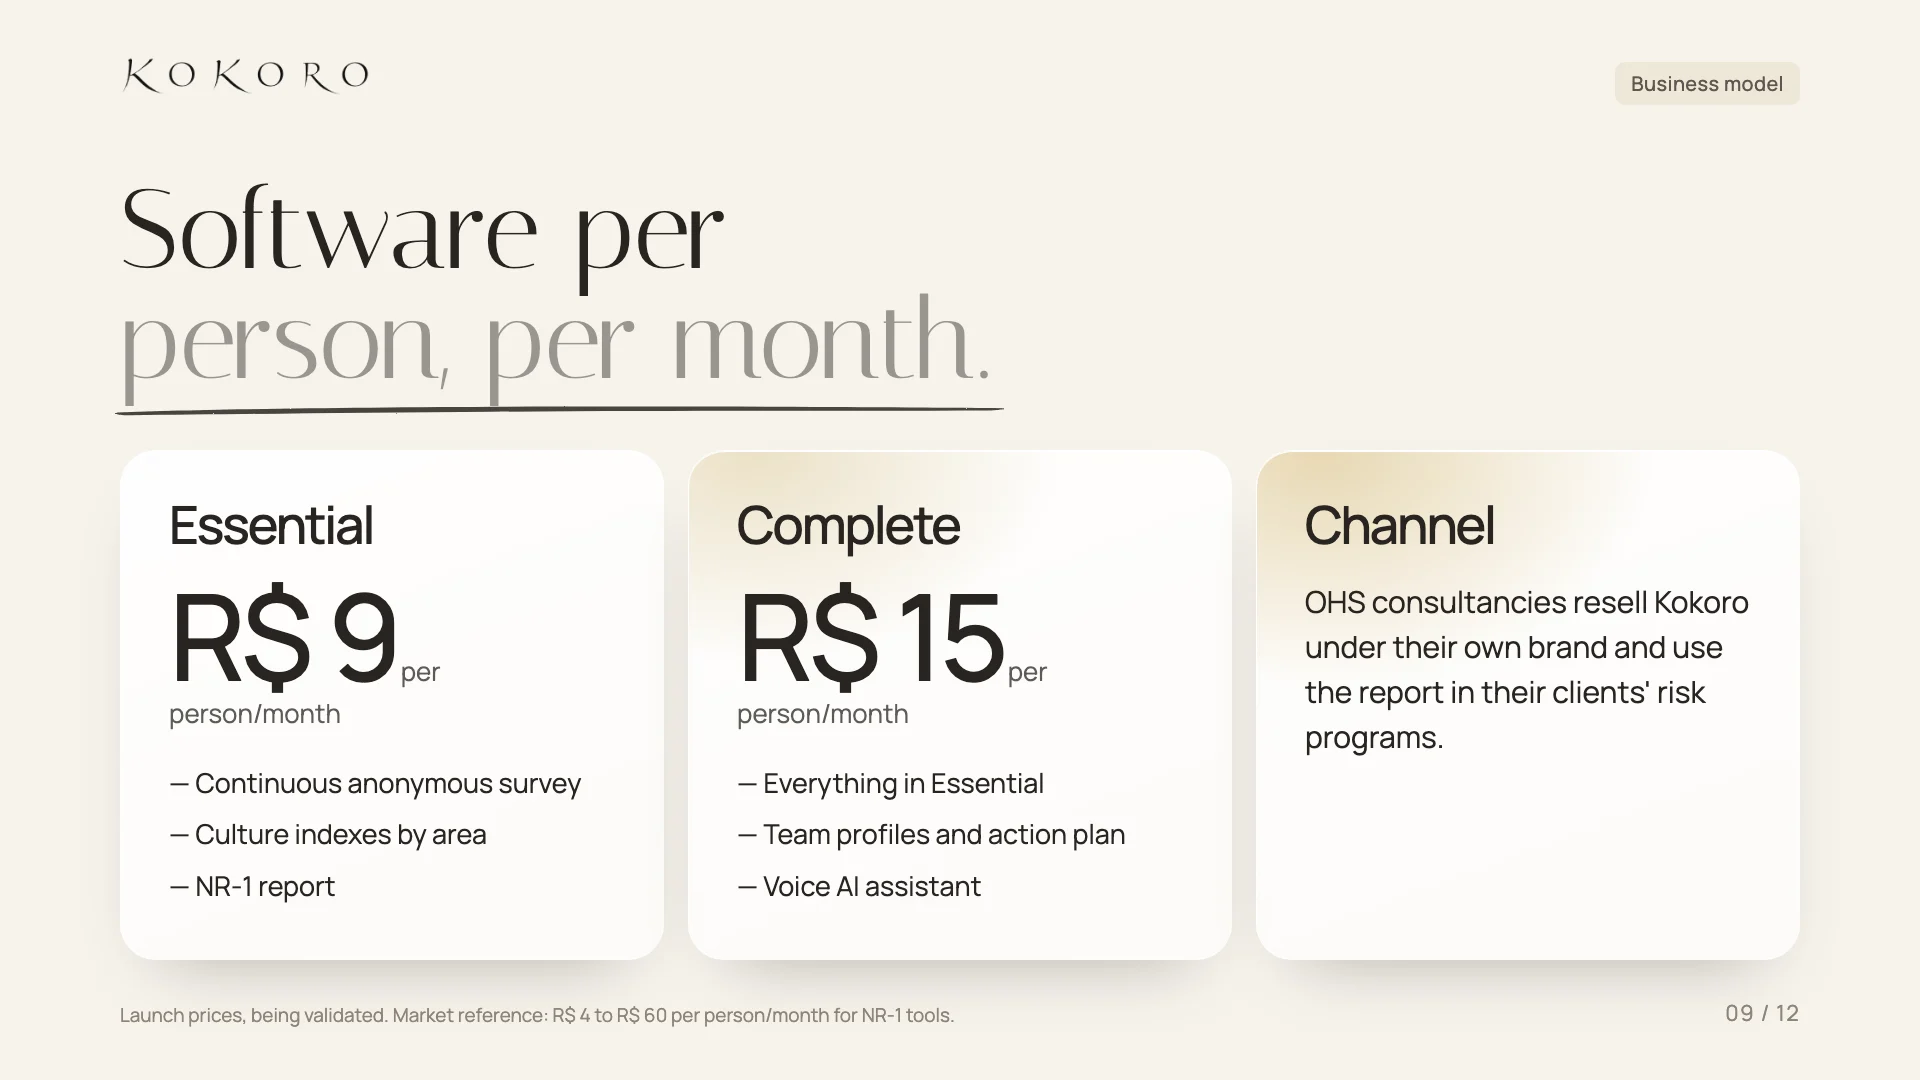 KOKORO
Business model
Software per
person, per month.
Essential
R$ 9 per
person/month
— Continuous anonymous survey
— Culture indexes by area
— NR-1 report
Complete
R$ 15 per
person/month
— Everything in Essential
— Team profiles and action plan
— Voice AI assistant
Channel
OHS consultancies resell Kokoro
under their own brand and use
the report in their clients' risk
programs.
Launch prices, being validated. Market reference: R$ 4 to R$ 60 per person/month for NR-1 tools.
09 / 12